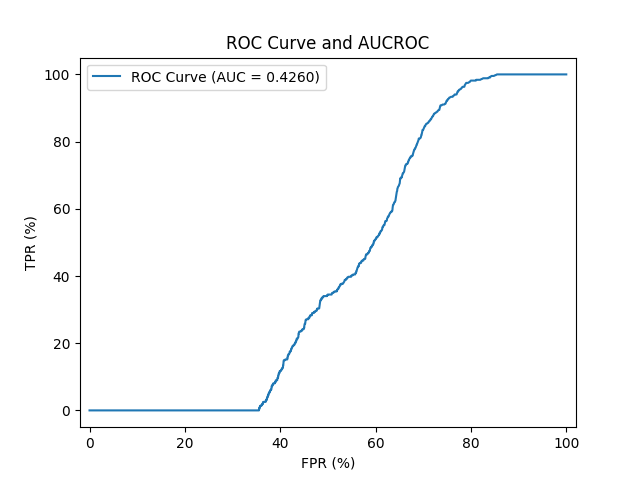 ROC Curve and AUCROC
ROC Curve (AUC = 0.4260)
TPR (%)
100
80
60
40
20
0
0 20 40 60 80 100
FPR (%)